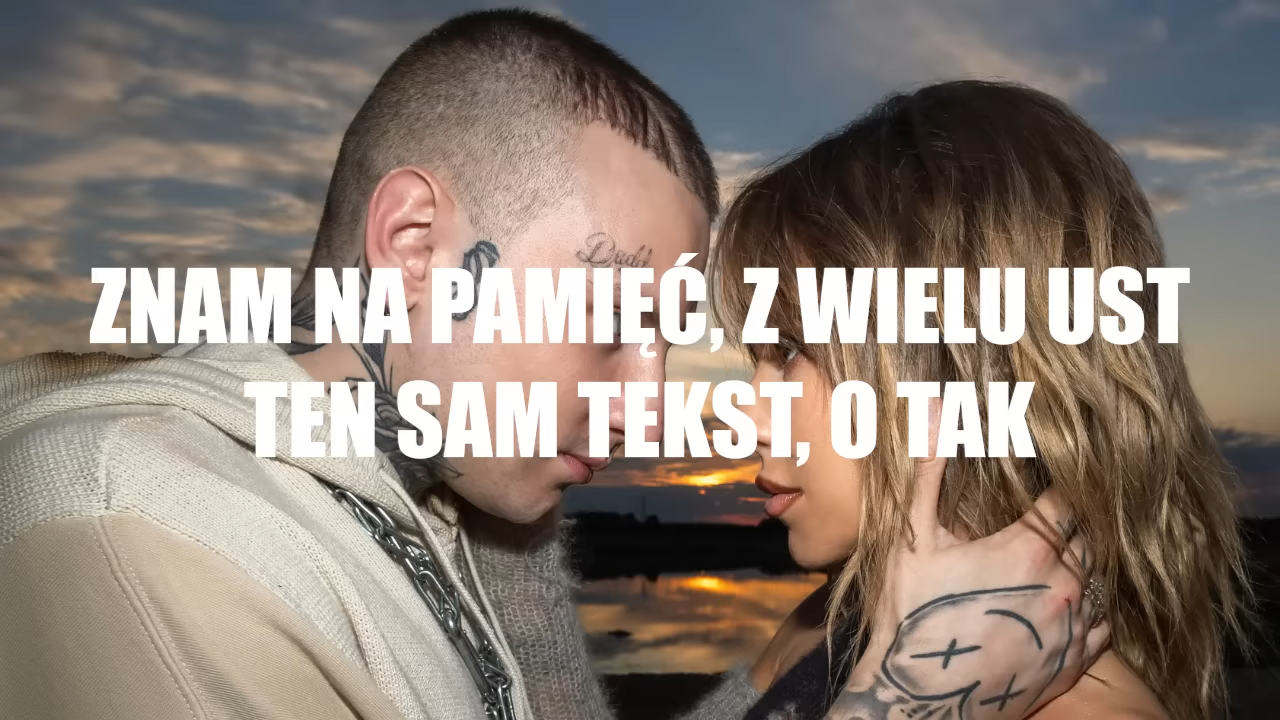 ZNAM NA PAMIĘĆ, Z WIELU UST
TEN SAM TEKST, O TAK